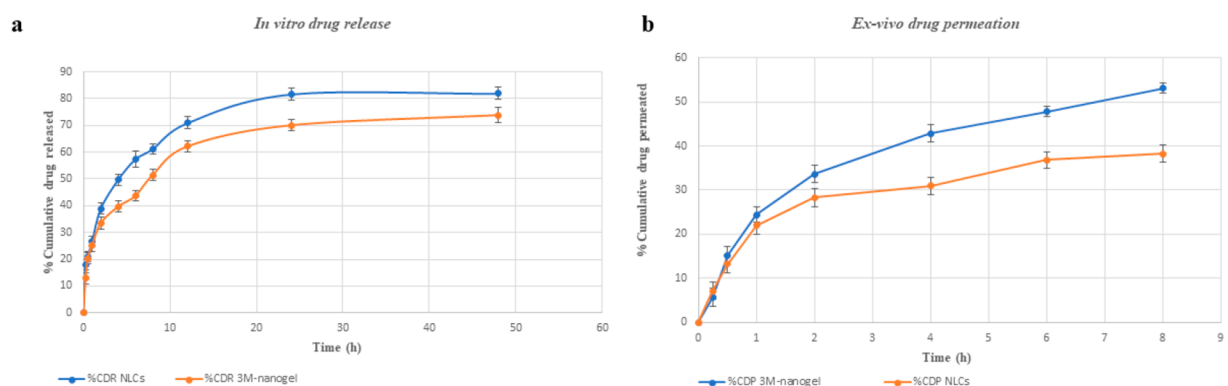 a
In vitro drug release
% Cumulative drug released
90
80
70
60
50
40
30
20
10
0
0
10
20
30
40
50
60
Time (h)
%CDR NLCs
%CDR 3M-nanogel
b
Ex-vivo drug permeation
% Cumulative drug permeated
60
50
40
30
20
10
0
0
1
2
3
4
5
6
7
8
9
Time (h)
%CDP 3M-nanogel
%CDP NLCs